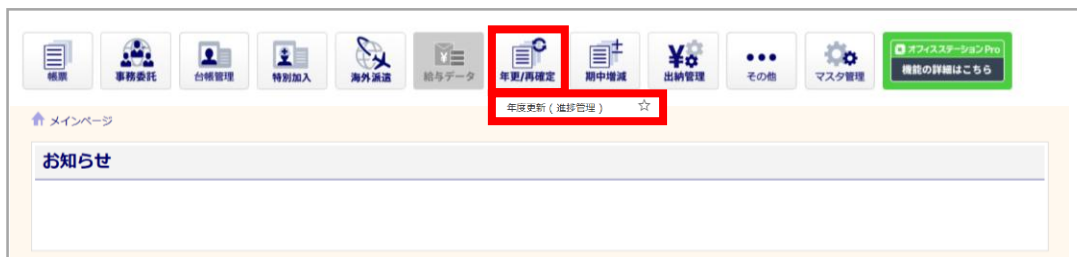 帳票
事務委託
台帳管理
特別加入
海外派遣
給与データ
年更/再確定
期中増減
出納管理
その他
マスタ管理
オフィスステーション Pro
機能の詳細はこちら
年度更新 ( 進捗管理 ) ☆
メインページ
お知らせ